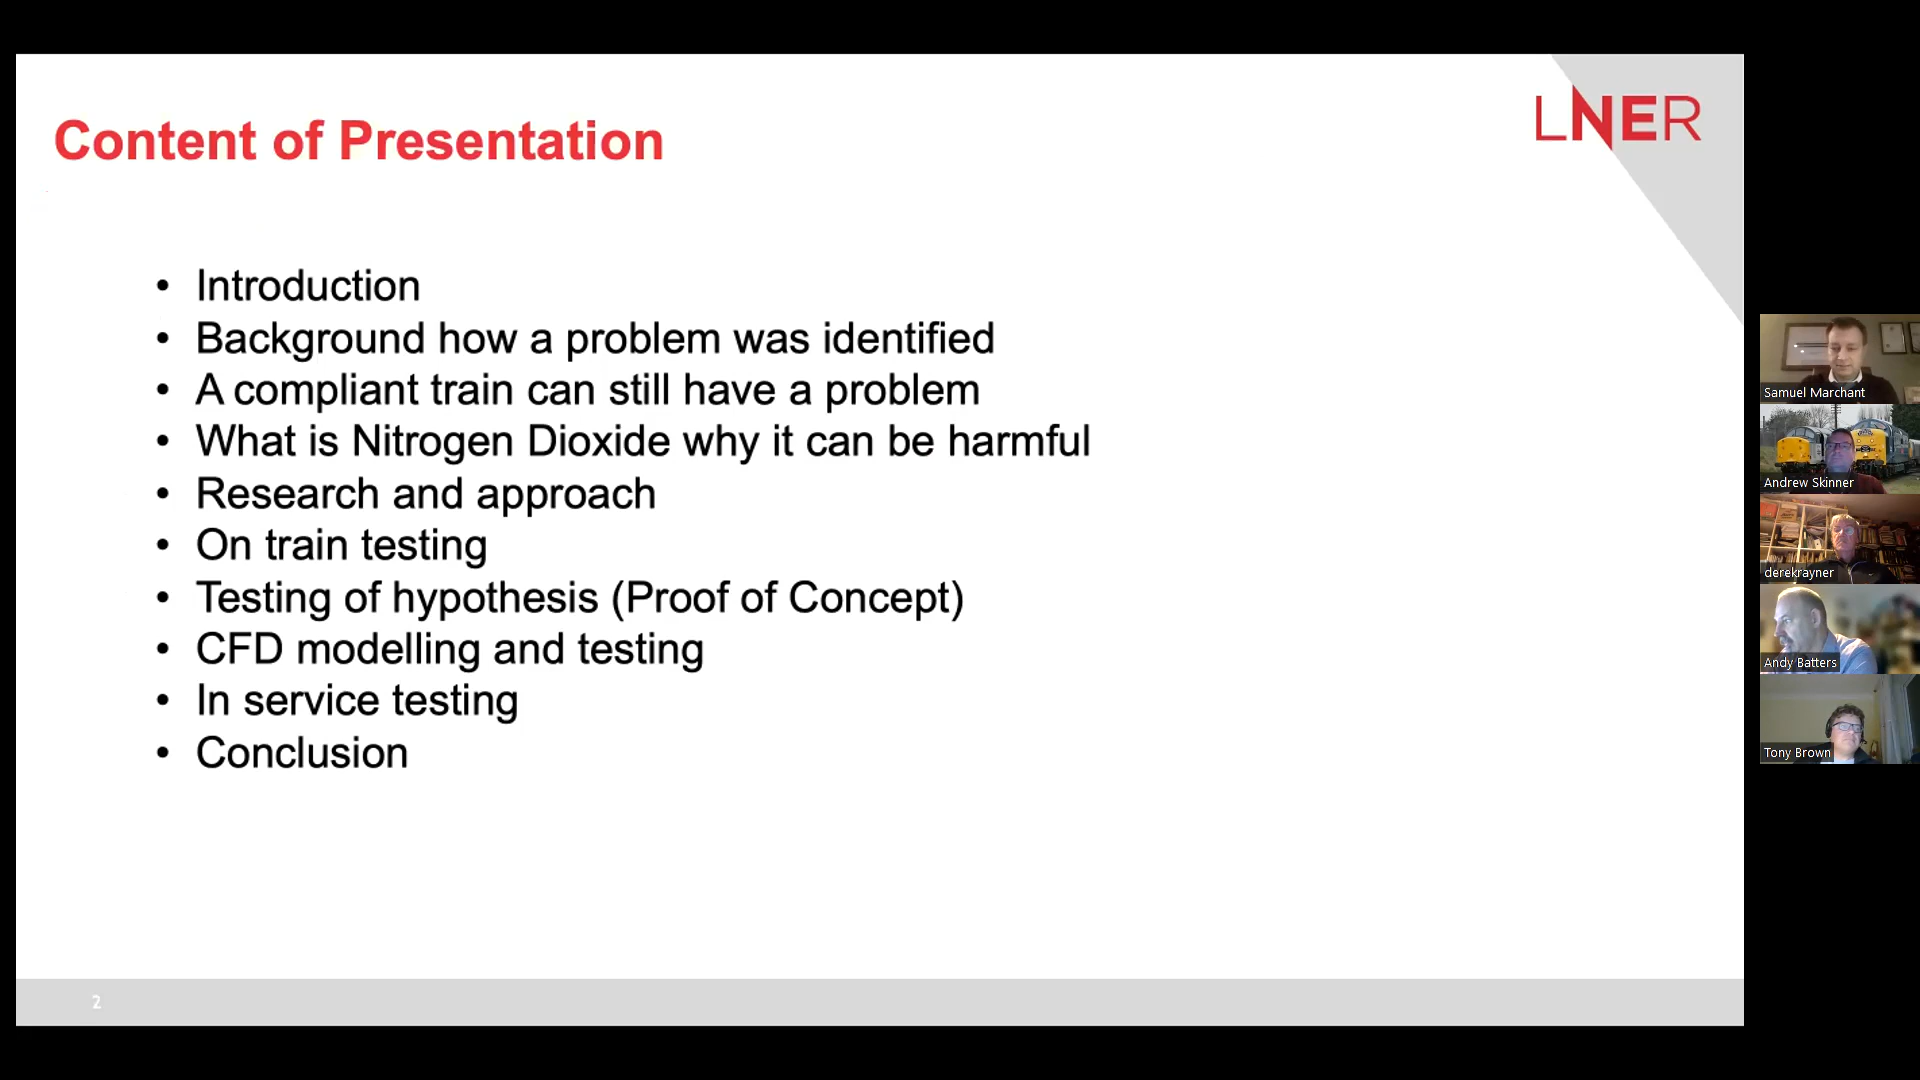 Content of Presentation
LNER
• Introduction
• Background how a problem was identified
• A compliant train can still have a problem
• What is Nitrogen Dioxide why it can be harmful
• Research and approach
• On train testing
• Testing of hypothesis (Proof of Concept)
• CFD modelling and testing
• In service testing
• Conclusion
2
Samuel Marchant
Andrew Skinner
derekrayner
Andy Batters
Tony Brown